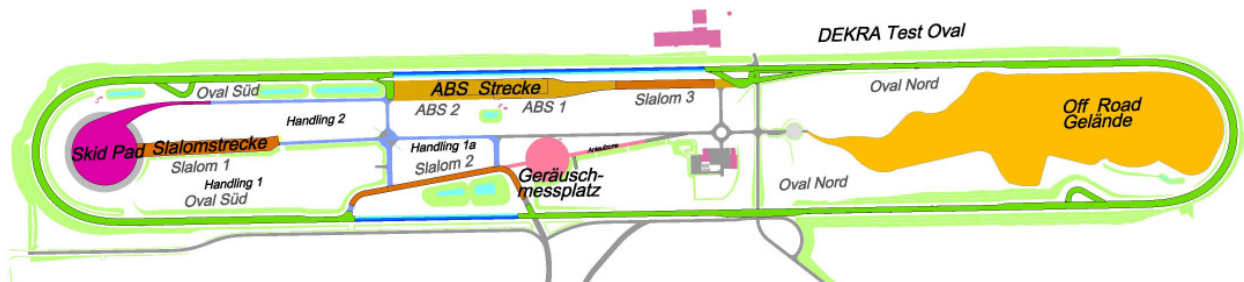 DEKRA Test Oval
Oval Süd
ABS Strecke
ABS 2
ABS 1
Slalom 3
Oval Nord
Off Road
Gelände
Handling 2
Skid Pad
Slalomstrecke
Slalom 1
Handling 1a
Slalom 2
Anlaufzone
Geräusch-
messplatz
Handling 1
Oval Süd
Oval Nord